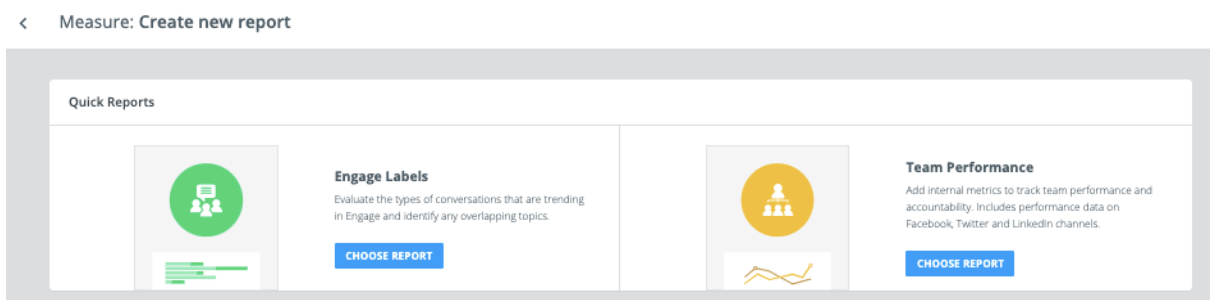 Measure: Create new report
Quick Reports
Engage Labels
Evaluate the types of conversations that are trending
in Engage and identify any overlapping topics.
CHOOSE REPORT
Team Performance
Add internal metrics to track team performance and
accountability. Includes performance data on
Facebook, Twitter and LinkedIn channels.
CHOOSE REPORT